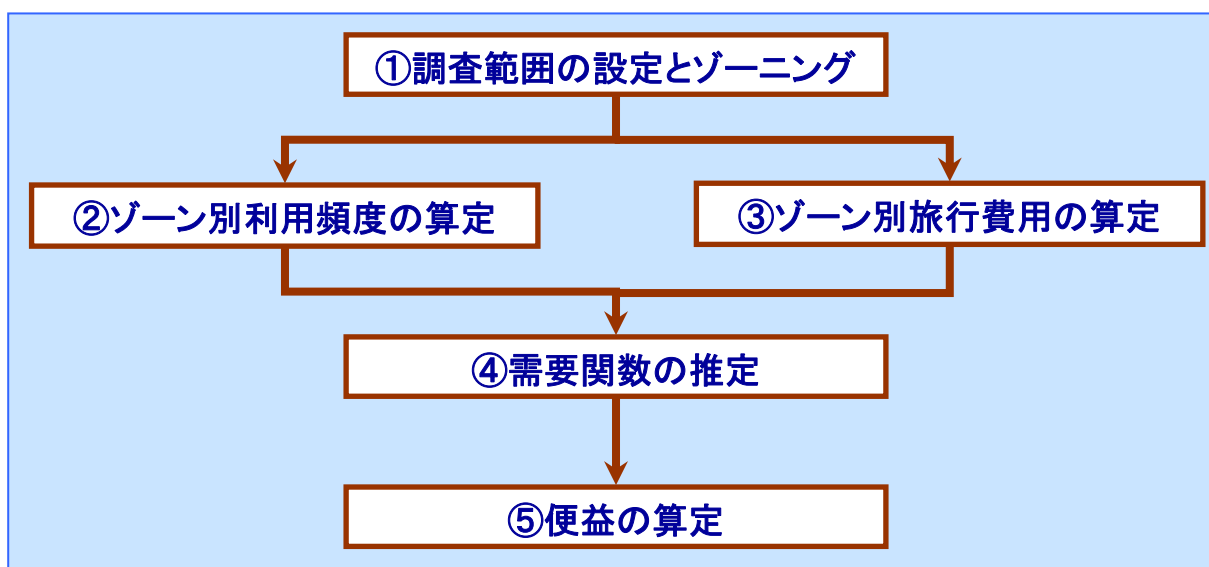 ①調査範囲の設定とゾーニング
②ゾーン別利用頻度の算定
③ゾーン別旅行費用の算定
④需要関数の推定
⑤便益の算定